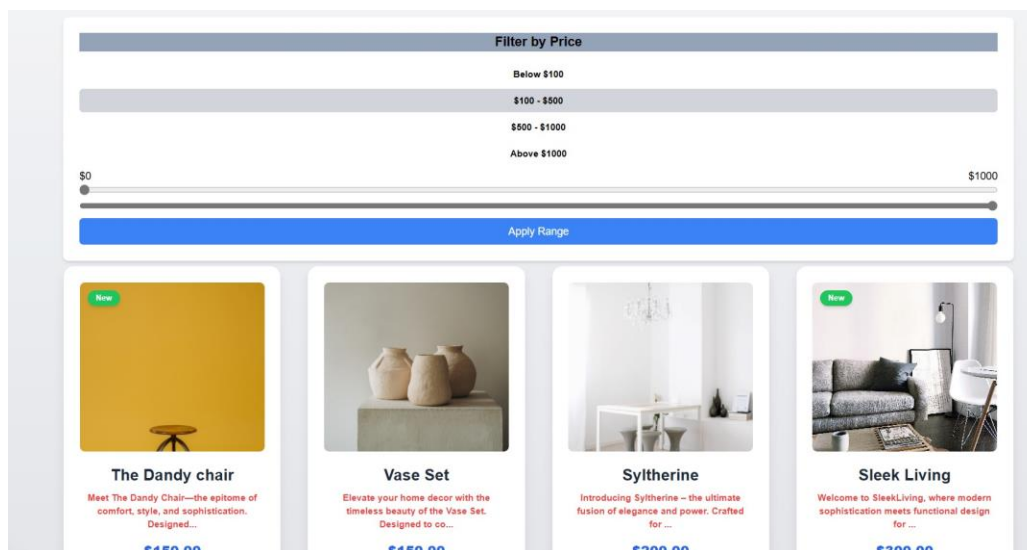 Filter by Price
Below $100
$100 - $500
$500 - $1000
Above $1000
$0 $1000
Apply Range
New
New
The Dandy chair
Meet The Dandy Chair—the epitome of
comfort, style, and sophistication.
Designed...
Vase Set
Elevate your home decor with the
timeless beauty of the Vase Set.
Designed to co...
Syltherine
Introducing Syltherine – the ultimate
fusion of elegance and power. Crafted
for ...
Sleek Living
Welcome to SleekLiving, where modern
sophistication meets functional design
for ...